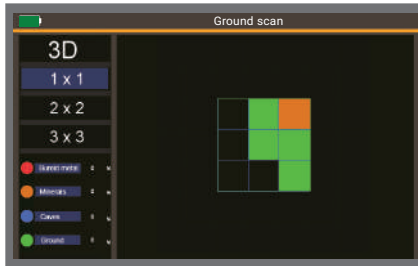 Ground scan
3D
1 x 1
2 x 2
3 x 3
Buried metal
Minerals
Caves
Ground